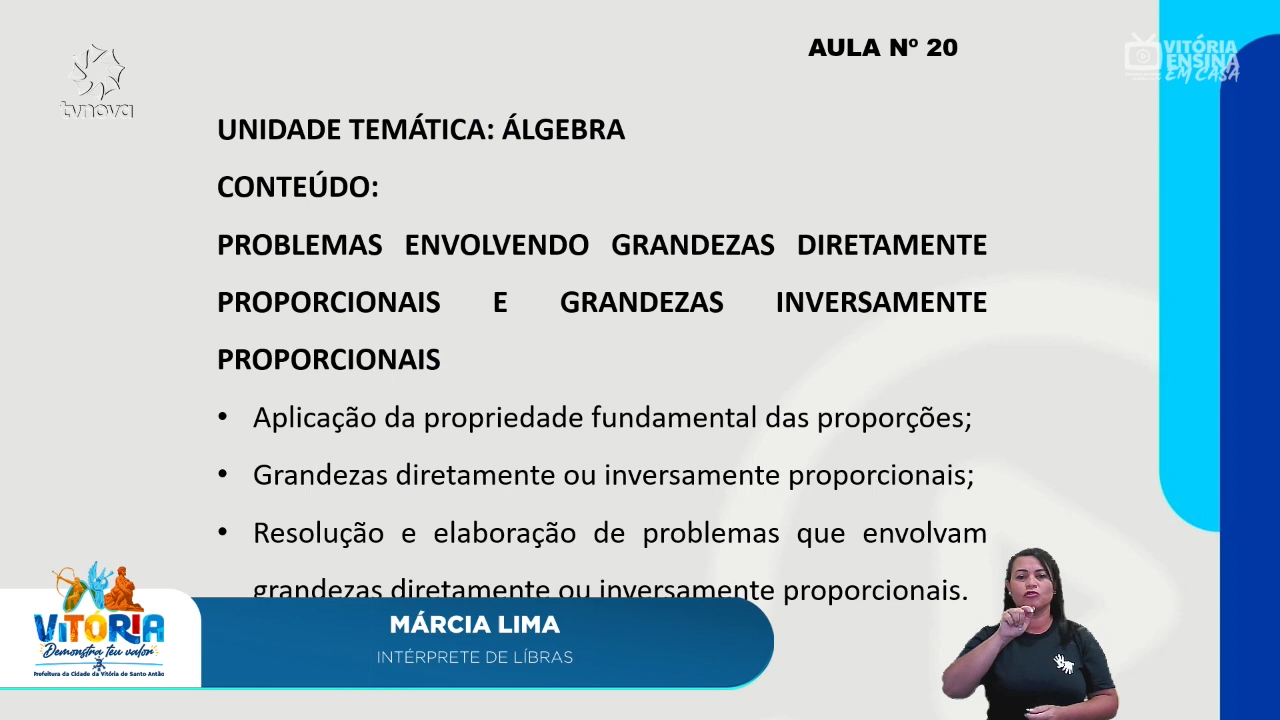 AULA Nº 20
VITÓRIA
ENSINA
EM CASA
tvnova
UNIDADE TEMÁTICA: ÁLGEBRA
CONTEÚDO:
PROBLEMAS ENVOLVENDO GRANDEZAS DIRETAMENTE
PROPORCIONAIS E GRANDEZAS INVERSAMENTE
PROPORCIONAIS
• Aplicação da propriedade fundamental das proporções;
• Grandezas diretamente ou inversamente proporcionais;
• Resolução e elaboração de problemas que envolvam
grandezas diretamente ou inversamente proporcionais.
MÁRCIA LIMA
INTÉRPRETE DE LÍBRAS
VITÓRIA
Demonstra teu valor
Prefeitura da Cidade da Vitória de Santo Antão